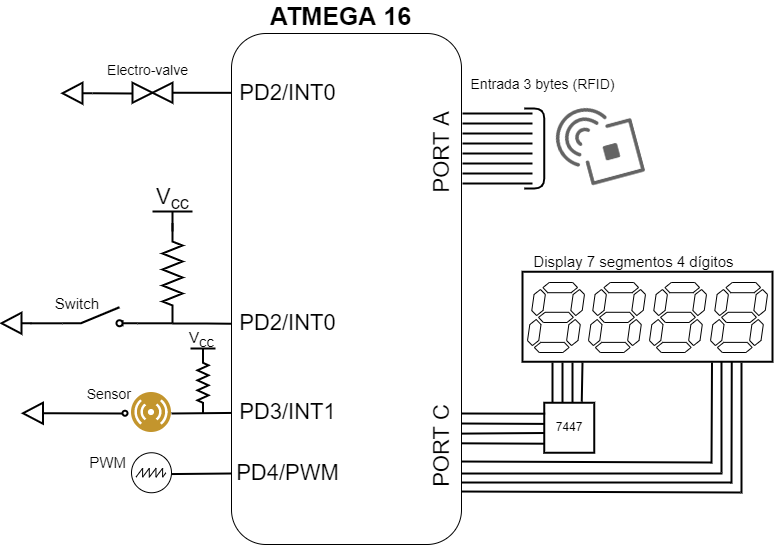 ATMEGA 16
Electro-valve
PD2/INT0
Entrada 3 bytes (RFID)
PORT A
VCC
Switch
PD2/INT0
Display 7 segmentos 4 dígitos
VCC
Sensor
PD3/INT1
PORT C
7447
PWM
PD4/PWM